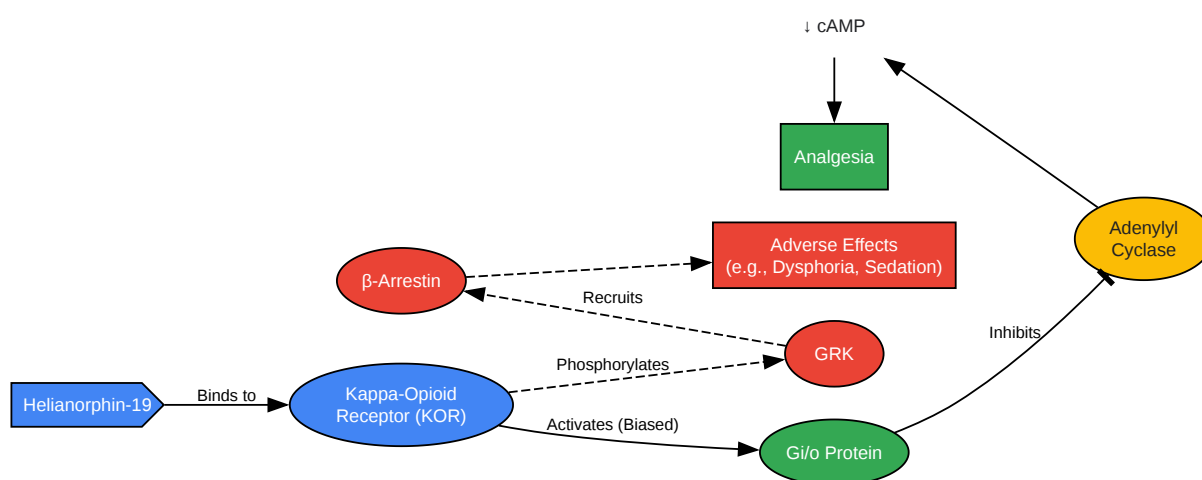 ↓ cAMP
Analgesia
Adenylyl
Cyclase
Adverse Effects
(e.g., Dysphoria, Sedation)
β-Arrestin
Recruits
Inhibits
GRK
Phosphorylates
Helianorphin-19
Binds to
Kappa-Opioid
Receptor (KOR)
Activates (Biased)
Gi/o Protein